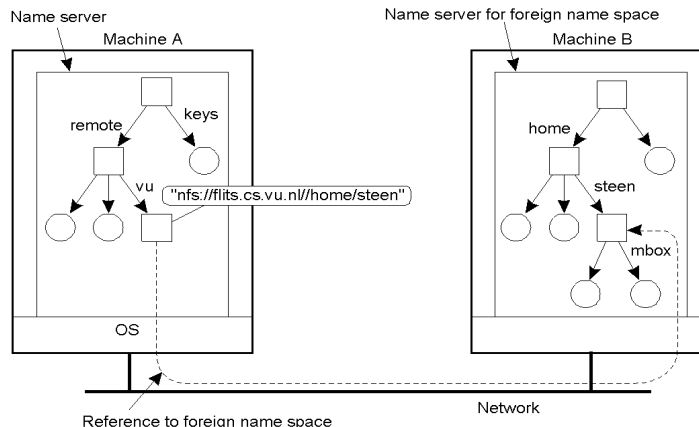 Name server
Name server for foreign name space
Machine A
Machine B
keys
remote
home
vu
steen
"nfs://flits.cs.vu.nl//home/steen"
mbox
OS
Network
Reference to foreign name space